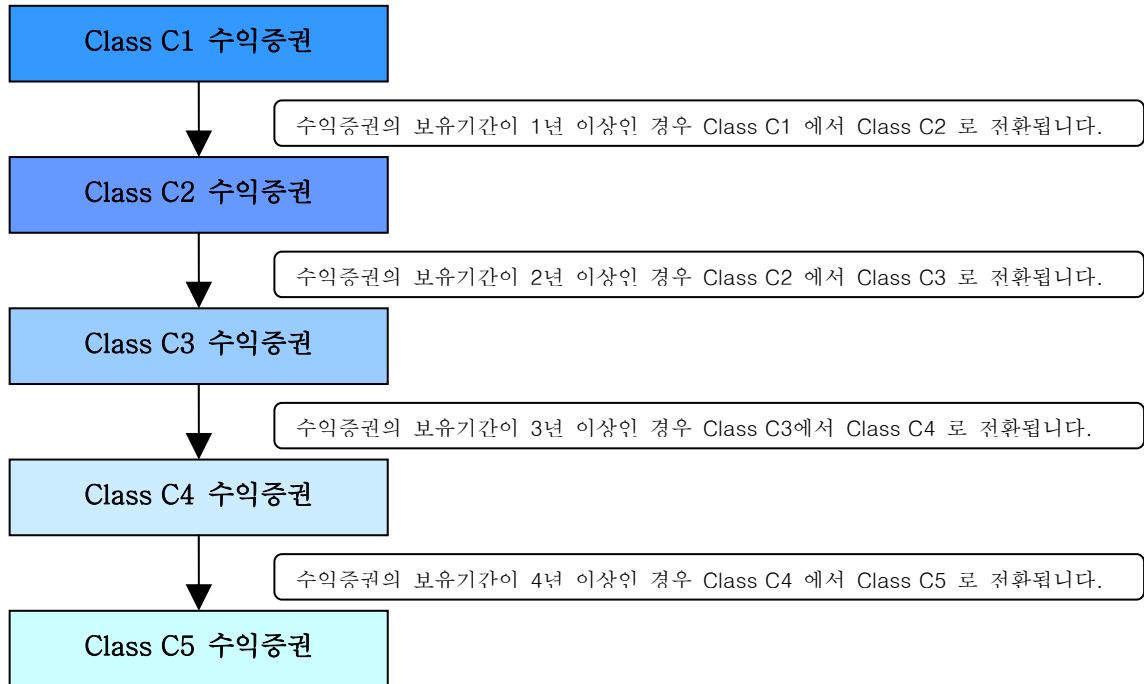 Class C1 수익증권
수익증권의 보유기간이 1년 이상인 경우 Class C1 에서 Class C2 로 전환됩니다.
Class C2 수익증권
수익증권의 보유기간이 2년 이상인 경우 Class C2 에서 Class C3 로 전환됩니다.
Class C3 수익증권
수익증권의 보유기간이 3년 이상인 경우 Class C3에서 Class C4 로 전환됩니다.
Class C4 수익증권
수익증권의 보유기간이 4년 이상인 경우 Class C4 에서 Class C5 로 전환됩니다.
Class C5 수익증권